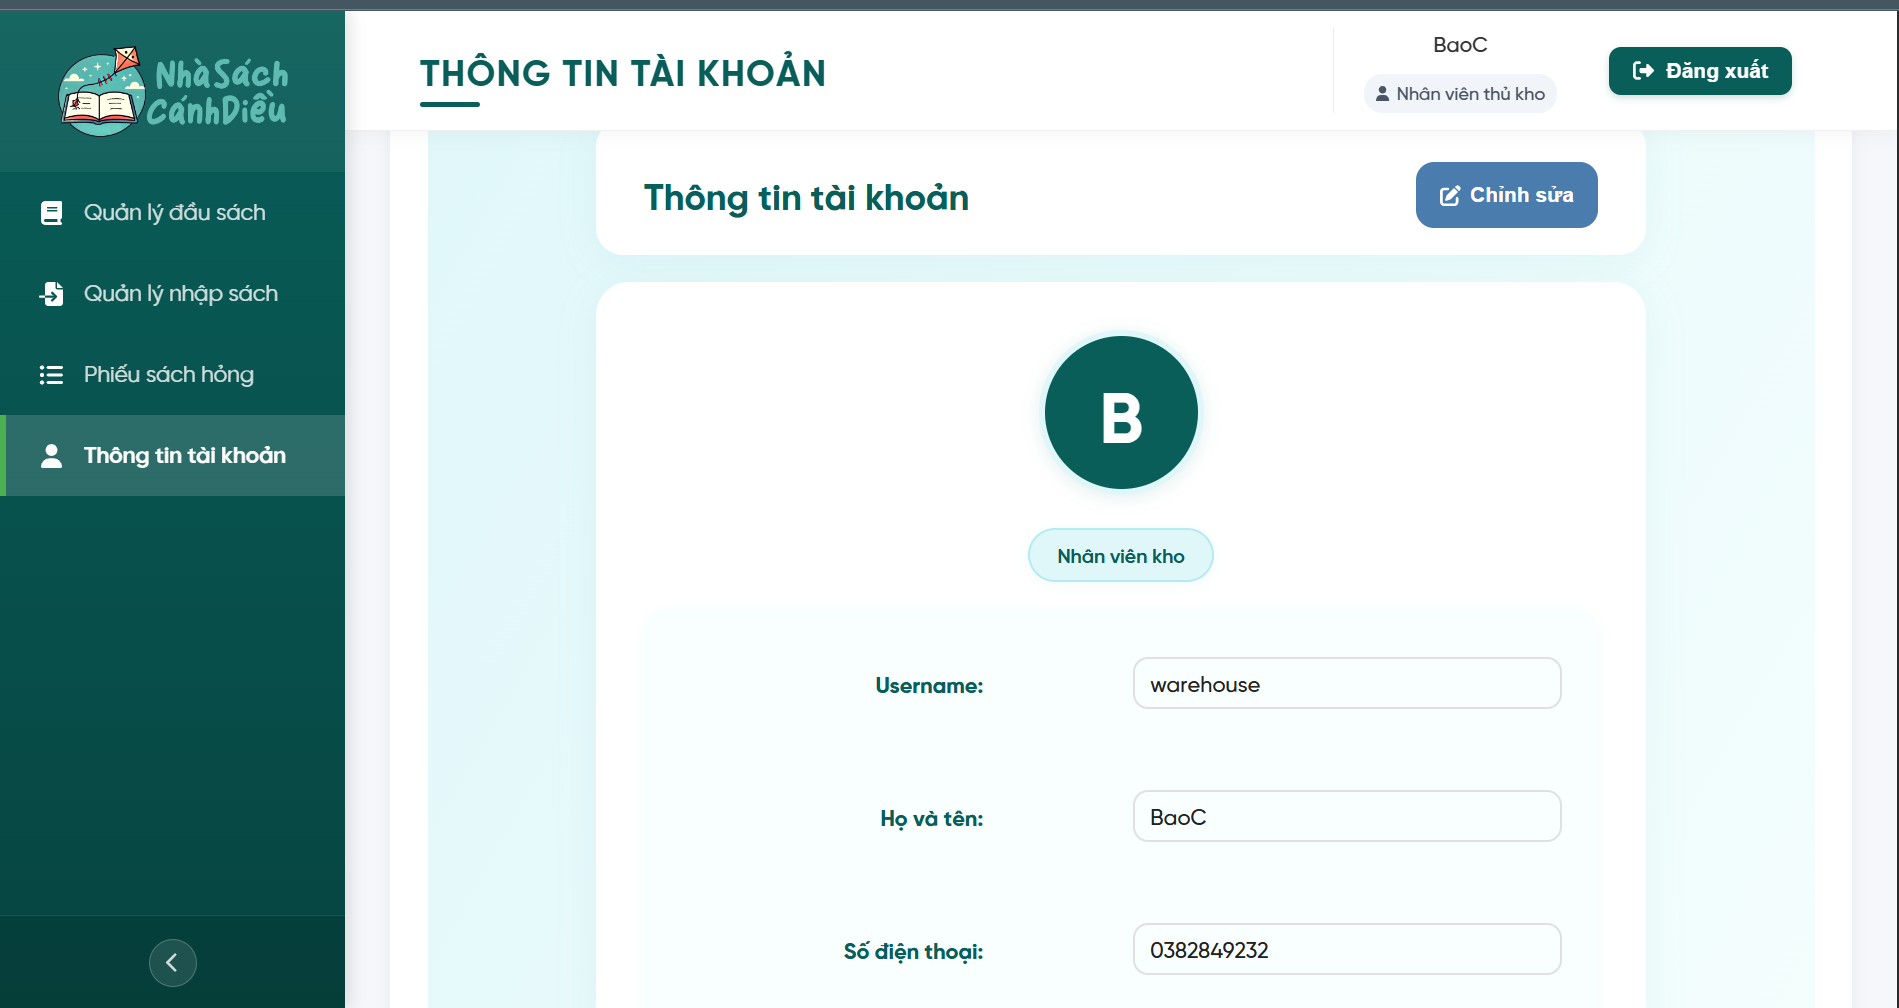 NhàSách
CánhDiều
Quản lý đầu sách
Quản lý nhập sách
Phiếu sách hỏng
Thông tin tài khoản
THÔNG TIN TÀI KHOẢN
BaoC
Nhân viên thủ kho
Đăng xuất
Thông tin tài khoản
Chỉnh sửa
B
Nhân viên kho
Username:
warehouse
Họ và tên:
BaoC
Số điện thoại:
0382849232